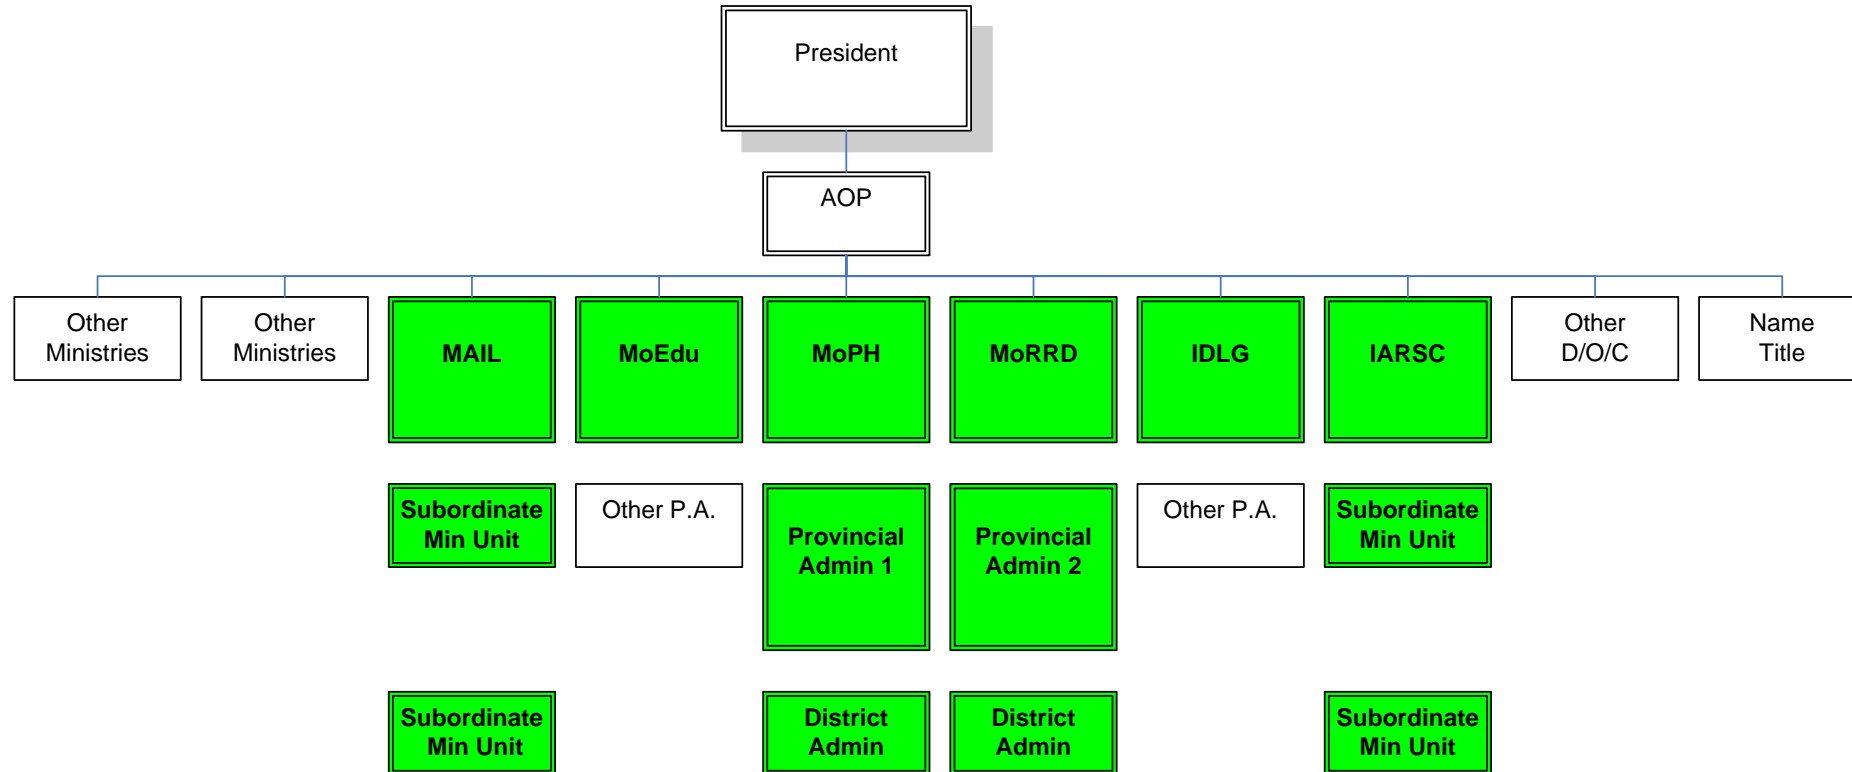 President
AOP
Other
Ministries
Other
Ministries
MAIL
MoEdu
MoPH
MoRRD
IDLG
IARSC
Other
D/O/C
Name
Title
Subordinate
Min Unit
Other P.A.
Provincial
Admin 1
Provincial
Admin 2
Other P.A.
Subordinate
Min Unit
Subordinate
Min Unit
District
Admin
District
Admin
Subordinate
Min Unit